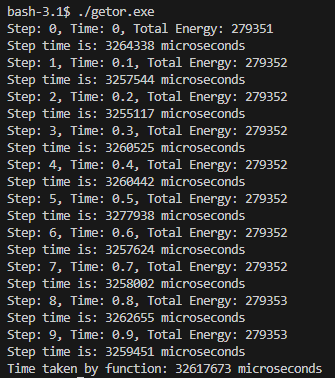 bash-3.1$ ./getor.exe
Step: 0, Time: 0, Total Energy: 279351
Step time is: 3264338 microseconds
Step: 1, Time: 0.1, Total Energy: 279352
Step time is: 3257544 microseconds
Step: 2, Time: 0.2, Total Energy: 279352
Step time is: 3255117 microseconds
Step: 3, Time: 0.3, Total Energy: 279352
Step time is: 3260525 microseconds
Step: 4, Time: 0.4, Total Energy: 279352
Step time is: 3260442 microseconds
Step: 5, Time: 0.5, Total Energy: 279352
Step time is: 3277938 microseconds
Step: 6, Time: 0.6, Total Energy: 279352
Step time is: 3257624 microseconds
Step: 7, Time: 0.7, Total Energy: 279352
Step time is: 3258002 microseconds
Step: 8, Time: 0.8, Total Energy: 279353
Step time is: 3262655 microseconds
Step: 9, Time: 0.9, Total Energy: 279353
Step time is: 3259451 microseconds
Time taken by function: 32617673 microseconds